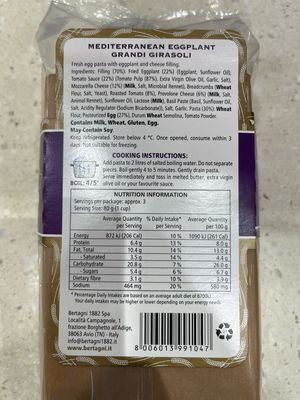 MEDITERRANEAN EGGPLANT
GRANDI GIRASOLI
Fresh egg pasta with eggplant and cheese filling.
Ingredients: Filling (70%): Fried Eggplant (22%) (Eggplant, Sunflower Oil),
Tomato Sauce (22%) (Tomato Pulp (87%), Extra Virgin Olive Oil, Garlic, Salt),
Mozzarella Cheese (12%) (Milk, Salt, Microbial Rennet), Breadcrumbs (Wheat
Flour, Salt, Yeast), Roasted Tomato (8%), Provolone Cheese (6%) (Milk, Salt,
Animal Rennet), Sunflower Oil, Lactose (Milk), Basil Paste (Basil, Sunflower Oil,
Salt, Acidity Regulator (Sodium Bicarbonate)), Salt, Garlic. Pasta (30%): Wheat
Flour, Pasteurized Egg (27%), Durum Wheat Semolina, Tomato Powder.
Contains Milk, Wheat, Gluten, Egg.
May Contain Soy.
Keep refrigerated. Store below 4 °C. Once opened, consume within 3
days. Not suitable for freezing.
COOKING INSTRUCTIONS:
Add pasta to 2 litres of salted boiling water. Do not separate
pieces. Boil gently 4 to 5 minutes. Gently drain pasta,
serve immediately and toss in melted butter, extra virgin
olive oil or your favourite sauce.
BOIL: 4/5'
NUTRITION INFORMATION
Servings per package: approx. 3
Serving size: 80 g (1 cup)
Average Quantity per Serving % Daily Intake* per Serving Average Quantity per 100g
Energy 872 kJ (208 Cal) 10 % 1090 kJ (261 Cal)
Protein 6.4 g 13 % 8.0 g
Fat, Total 10.4 g 15 % 13.0 g
- Saturated 3.5 g 15 % 4.4 g
Carbohydrate 20.8 g 7 % 26.0 g
- Sugars 5.4 g 6 % 6.7 g
Dietary fibre 3.1 g 10 % 3.9 g
Sodium 464 mg 20 % 580 mg
* Percentage Daily Intakes are based on an average adult diet of 8700kJ.
Your daily intakes may be higher or lower depending on your energy needs.
Bertagni 1882 Spa
Località Campagnole, 1
frazione Borghetto all'Adige,
38063 Avio (TN) - Italy
info@bertagni1882.it
www.bertagni.it
8 006013 991047